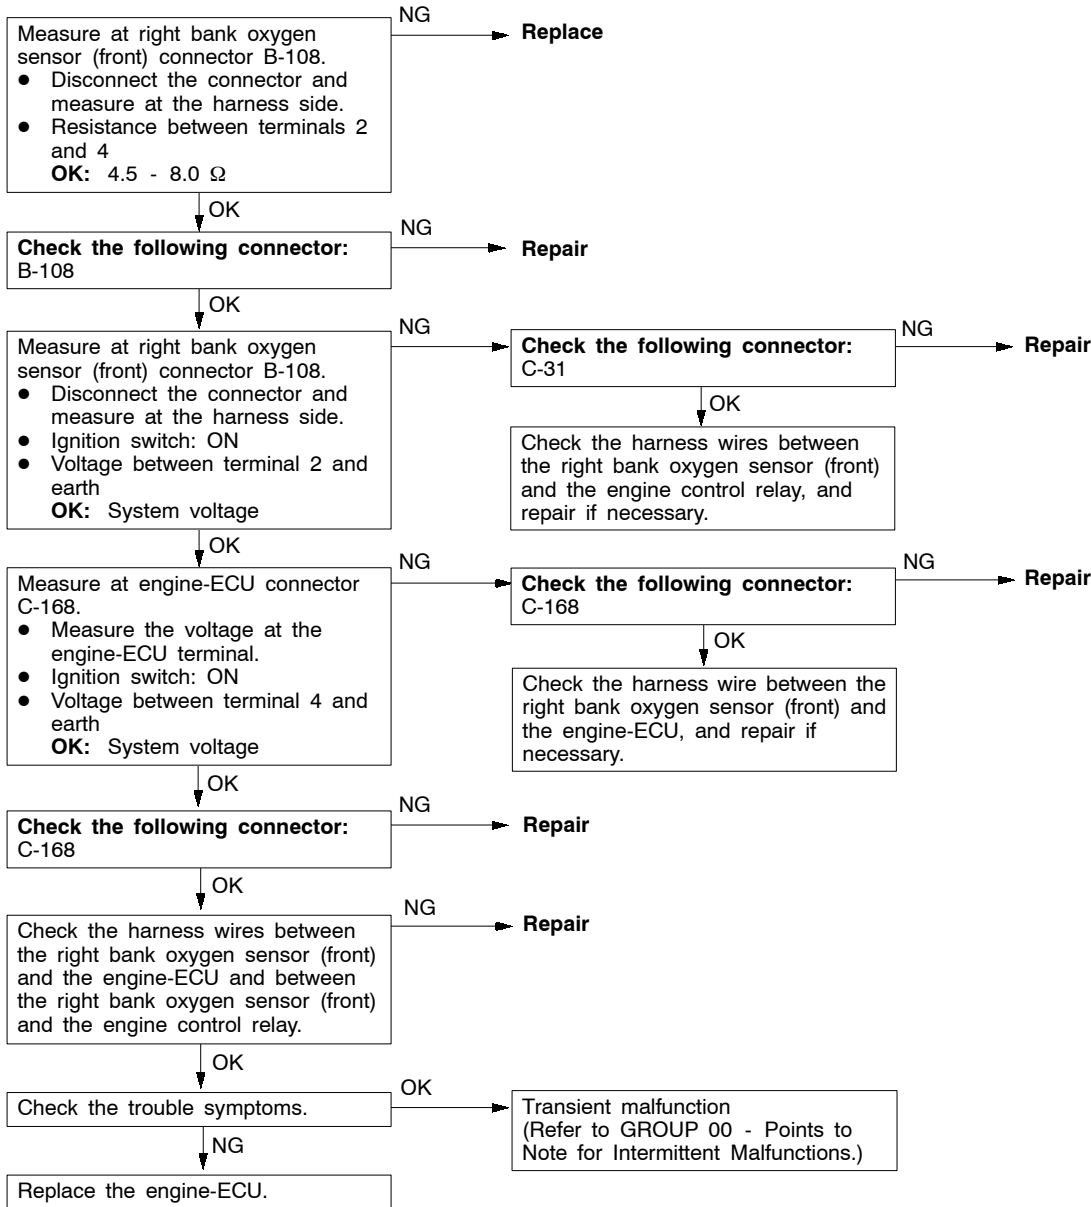 Measure at right bank oxygen
sensor (front) connector B-108.
● Disconnect the connector and
measure at the harness side.
● Resistance between terminals 2
and 4
OK: 4.5 - 8.0 Ω
NG
Replace
OK
Check the following connector:
B-108
NG
Repair
OK
Measure at right bank oxygen
sensor (front) connector B-108.
● Disconnect the connector and
measure at the harness side.
● Ignition switch: ON
● Voltage between terminal 2 and
earth
OK: System voltage
NG
Check the following connector:
C-31
NG
Repair
OK
Check the harness wires between
the right bank oxygen sensor (front)
and the engine control relay, and
repair if necessary.
OK
Measure at engine-ECU connector
C-168.
● Measure the voltage at the
engine-ECU terminal.
● Ignition switch: ON
● Voltage between terminal 4 and
earth
OK: System voltage
NG
Check the following connector:
C-168
NG
Repair
OK
Check the harness wire between the
right bank oxygen sensor (front) and
the engine-ECU, and repair if
necessary.
OK
Check the following connector:
C-168
NG
Repair
OK
Check the harness wires between
the right bank oxygen sensor (front)
and the engine-ECU and between
the right bank oxygen sensor (front)
and the engine control relay.
NG
Repair
OK
Check the trouble symptoms.
OK
Transient malfunction
(Refer to GROUP 00 - Points to
Note for Intermittent Malfunctions.)
NG
Replace the engine-ECU.